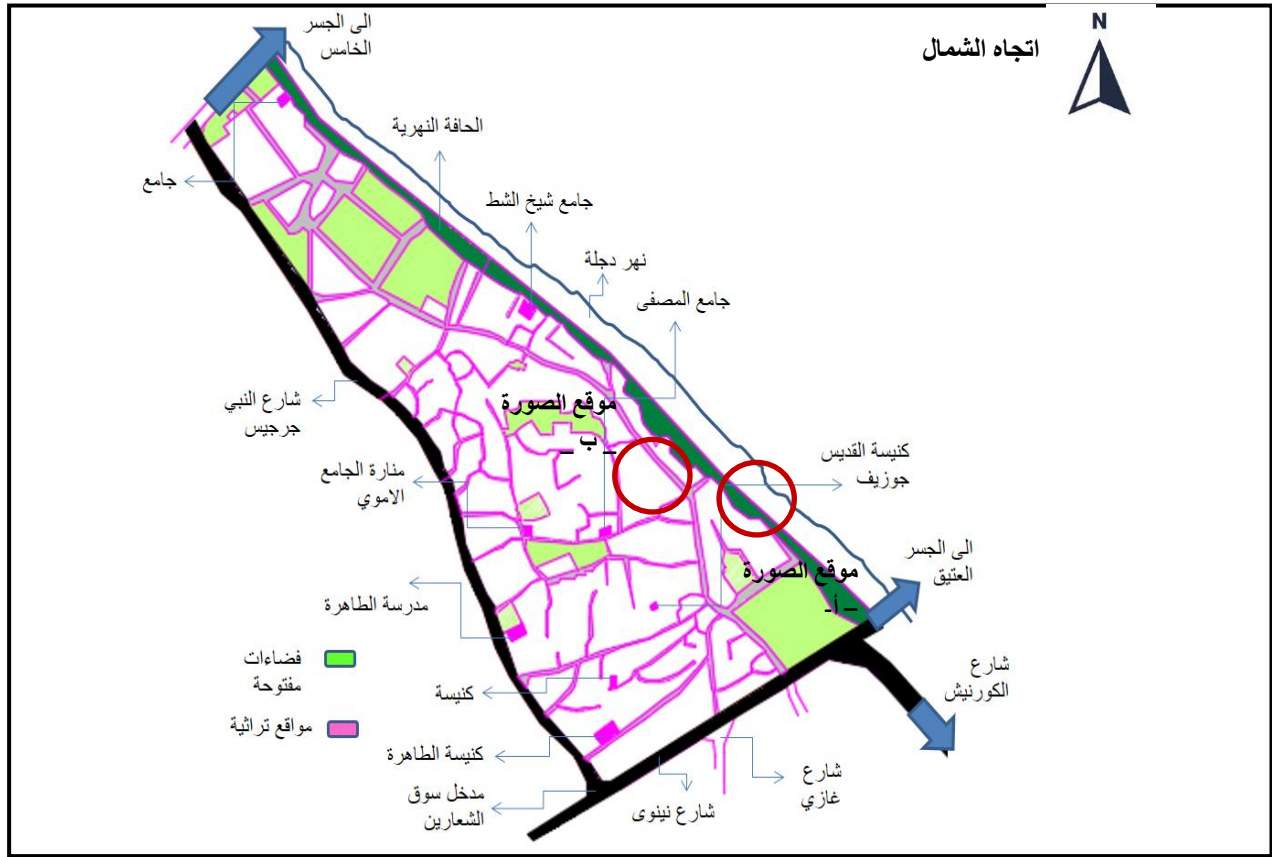 الى الجسر
الخامس
اتجاه الشمال
N
الحافة النهرية
جامع
جامع شيخ الشط
نهر دجلة
جامع المصفى
شارع النبي
جرجيس
موقع الصورة
_ ب _
كنيسة القديس
جوزيف
منارة الجامع
الاموي
الى الجسر
العتيق
موقع الصورة
_ أ-
مدرسة الطاهرة
فضاءات
مفتوحة
شارع
الكورنيش
كنيسة
مواقع تراثية
كنيسة الطاهرة
شارع
غازي
مدخل سوق
الشعارين
شارع نينوى